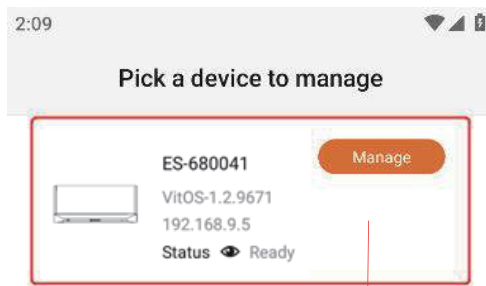 2:09
Pick a device to manage
ES-680041
Manage
VitOS-1.2.9671
192.168.9.5
Status Ready